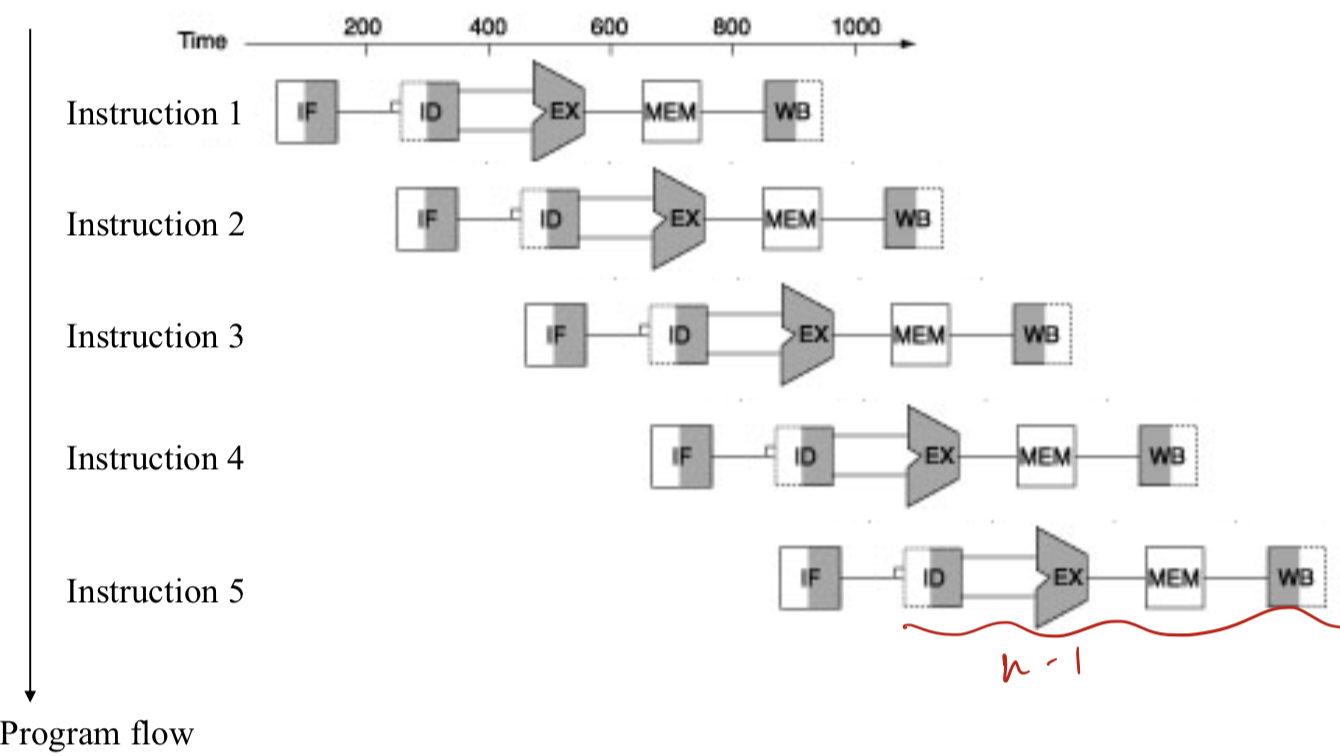 Time 200 400 600 800 1000
Instruction 1 IF ID EX MEM WB
Instruction 2 IF ID EX MEM WB
Instruction 3 IF ID EX MEM WB
Instruction 4 IF ID EX MEM WB
Instruction 5 IF ID EX MEM WB
n - 1
Program flow